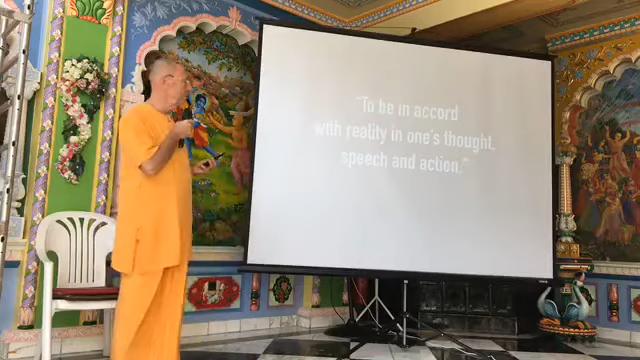 "To be in accord
with reality in one's thought,
speech and action."